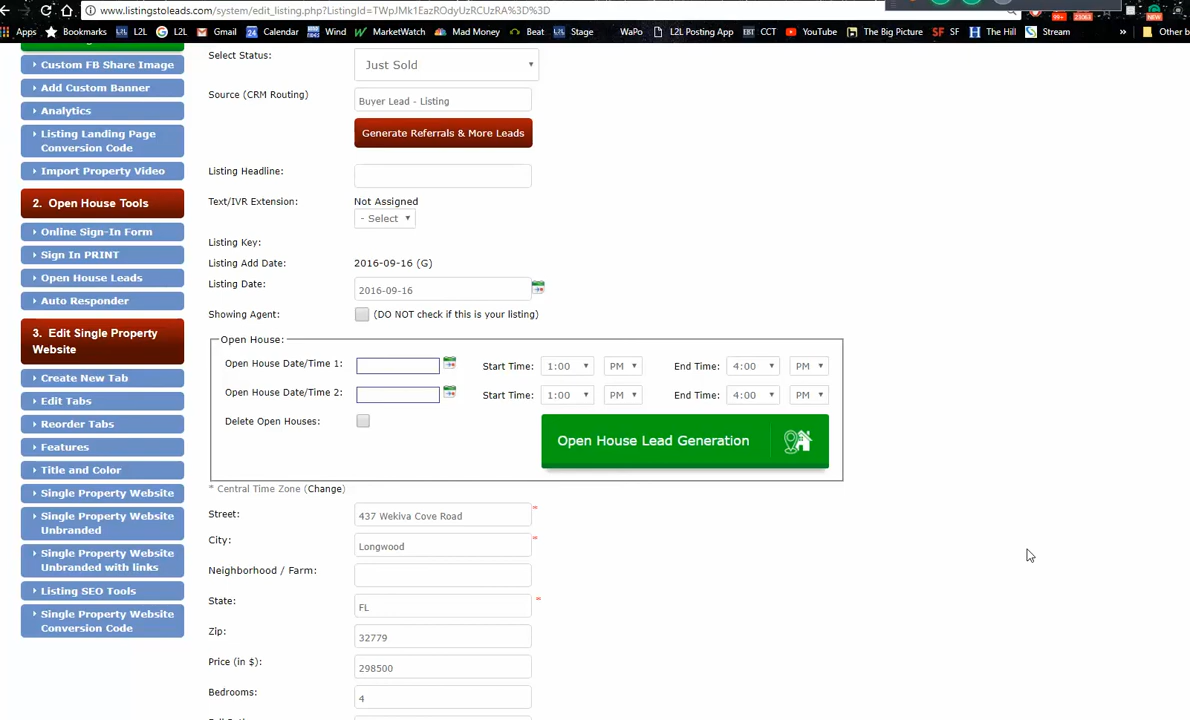 www.listingstoleads.com/system/edit_listing.php?ListingId=TWpJMk1EazRODyUzRCUzRA%3D%3D
Apps Bookmarks L2L L2L Gmail Calendar Wind MarketWatch Mad Money Beat Stage WaPo L2L Posting App CCT YouTube The Big Picture SF SF The Hill Stream » Other b
99+ 21063 NEW
Custom FB Share Image
Add Custom Banner
Analytics
Listing Landing Page
Conversion Code
Import Property Video
2. Open House Tools
Online Sign-In Form
Sign In PRINT
Open House Leads
Auto Responder
3. Edit Single Property
Website
Create New Tab
Edit Tabs
Reorder Tabs
Features
Title and Color
Single Property Website
Single Property Website
Unbranded
Single Property Website
Unbranded with links
Listing SEO Tools
Single Property Website
Conversion Code
Select Status: Just Sold
Source (CRM Routing) Buyer Lead - Listing
Generate Referrals & More Leads
Listing Headline:
Text/IVR Extension: Not Assigned
- Select
Listing Key:
Listing Add Date: 2016-09-16 (G)
Listing Date: 2016-09-16
Showing Agent: (DO NOT check if this is your listing)
Open House:
Open House Date/Time 1: Start Time: 1:00 PM End Time: 4:00 PM
Open House Date/Time 2: Start Time: 1:00 PM End Time: 4:00 PM
Delete Open Houses:
Open House Lead Generation
* Central Time Zone (Change)
Street: 437 Wekiva Cove Road *
City: Longwood *
Neighborhood / Farm:
State: FL *
Zip: 32779
Price (in $): 298500
Bedrooms: 4